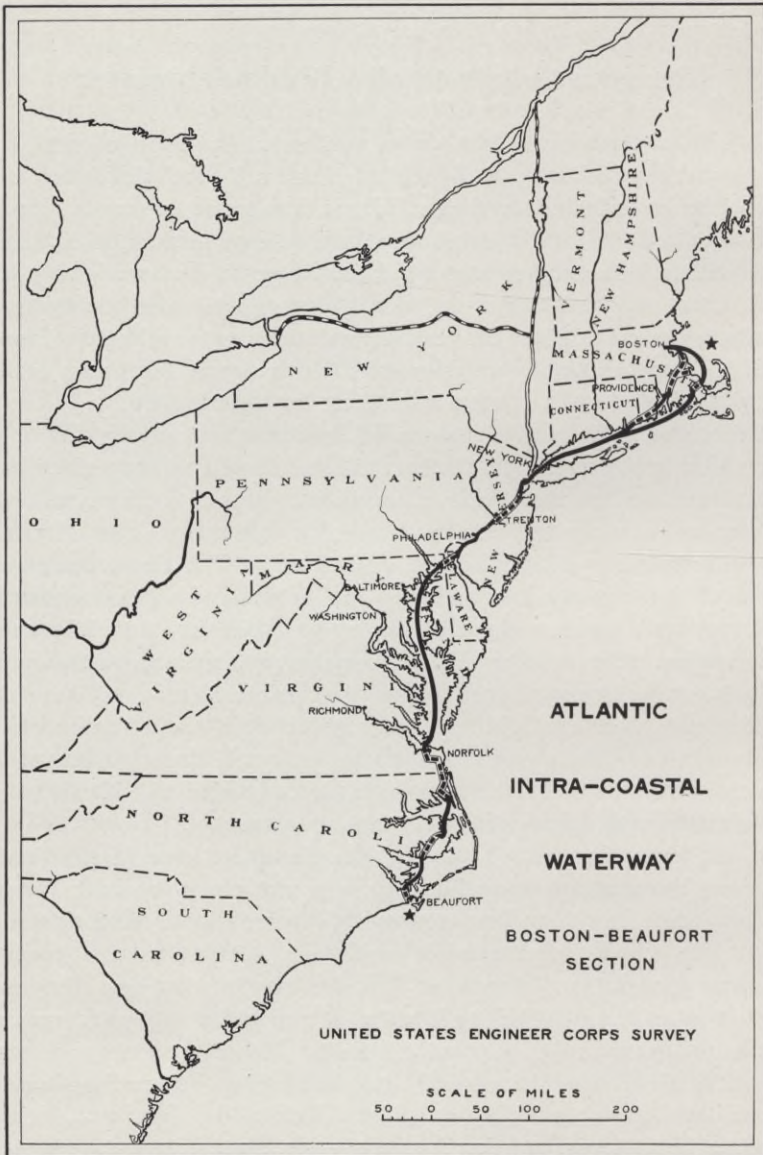 VERMONT
NEW HAMPSHIRE
NEW YORK
BOSTON
MASSACHUS
PROVIDENCE
CONNECTICUT
NEW YORK
PENNSYLVANIA
NEW JERSEY
TRENTON
OHIO
PHILADELPHIA
MAR
BALTIMORE
DELAWARE
WASHINGTON
WEST
VIRGINIA
VIRGINI
RICHMOND
NORFOLK
NORTH CAROLI A
BEAUFORT
SOUTH
CAROLINA
ATLANTIC
INTRA-COASTAL
WATERWAY
BOSTON-BEAUFORT
SECTION
UNITED STATES ENGINEER CORPS SURVEY
SCALE OF MILES
50 0 50 100 200